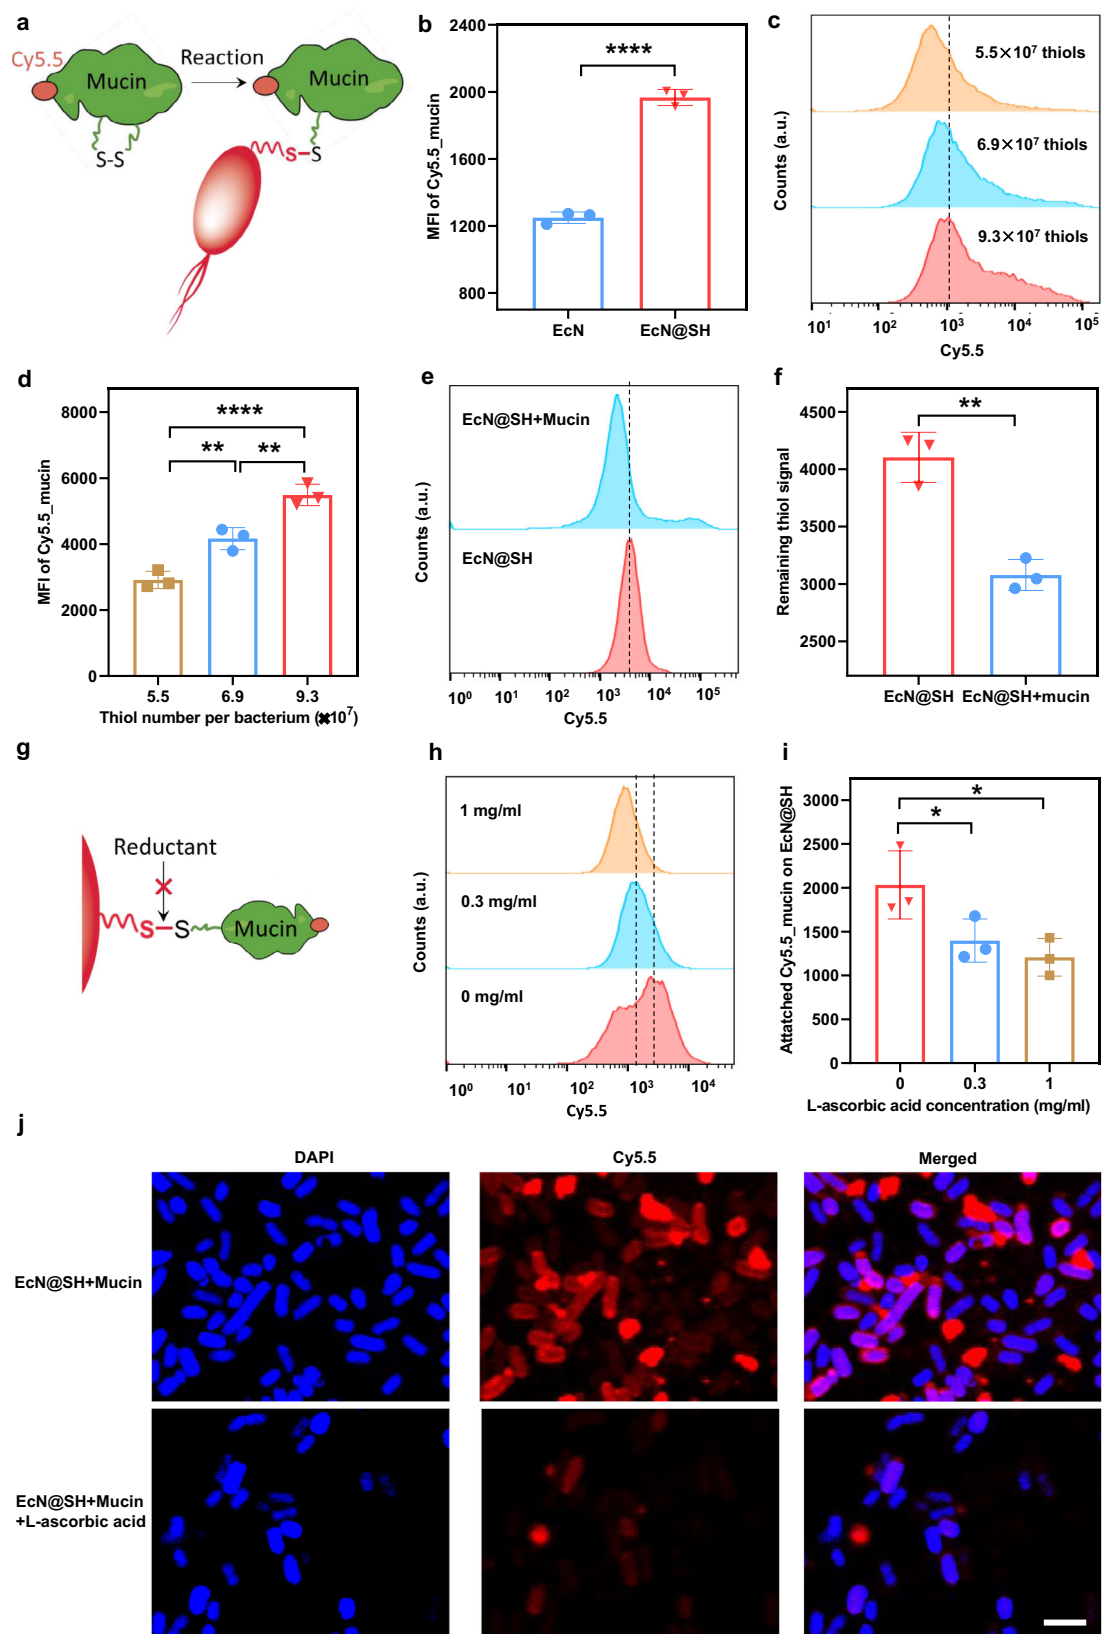 a
Cy5.5
Mucin
S-S
Reaction
Mucin
S–S
b
MFI of Cy5.5_mucin
2400
2000
1600
1200
800
****
EcN
EcN@SH
c
Counts (a.u.)
5.5×10⁷ thiols
6.9×10⁷ thiols
9.3×10⁷ thiols
10¹
10²
10³
10⁴
10⁵
Cy5.5
d
MFI of Cy5.5_mucin
8000
6000
4000
2000
0
****
**
**
5.5
6.9
9.3
Thiol number per bacterium (×10⁷)
e
Counts (a.u.)
EcN@SH+Mucin
EcN@SH
10⁰
10¹
10²
10³
10⁴
10⁵
Cy5.5
f
Remaining thiol signal
4500
4000
3500
3000
2500
**
EcN@SH
EcN@SH+mucin
g
Reductant
S–S
Mucin
h
Counts (a.u.)
1 mg/ml
0.3 mg/ml
0 mg/ml
10⁰
10¹
10²
10³
10⁴
Cy5.5
i
Attatched Cy5.5_mucin on EcN@SH
3000
2500
2000
1500
1000
500
0
*
*
0
0.3
1
L-ascorbic acid concentration (mg/ml)
j
DAPI
Cy5.5
Merged
EcN@SH+Mucin
EcN@SH+Mucin
+L-ascorbic acid